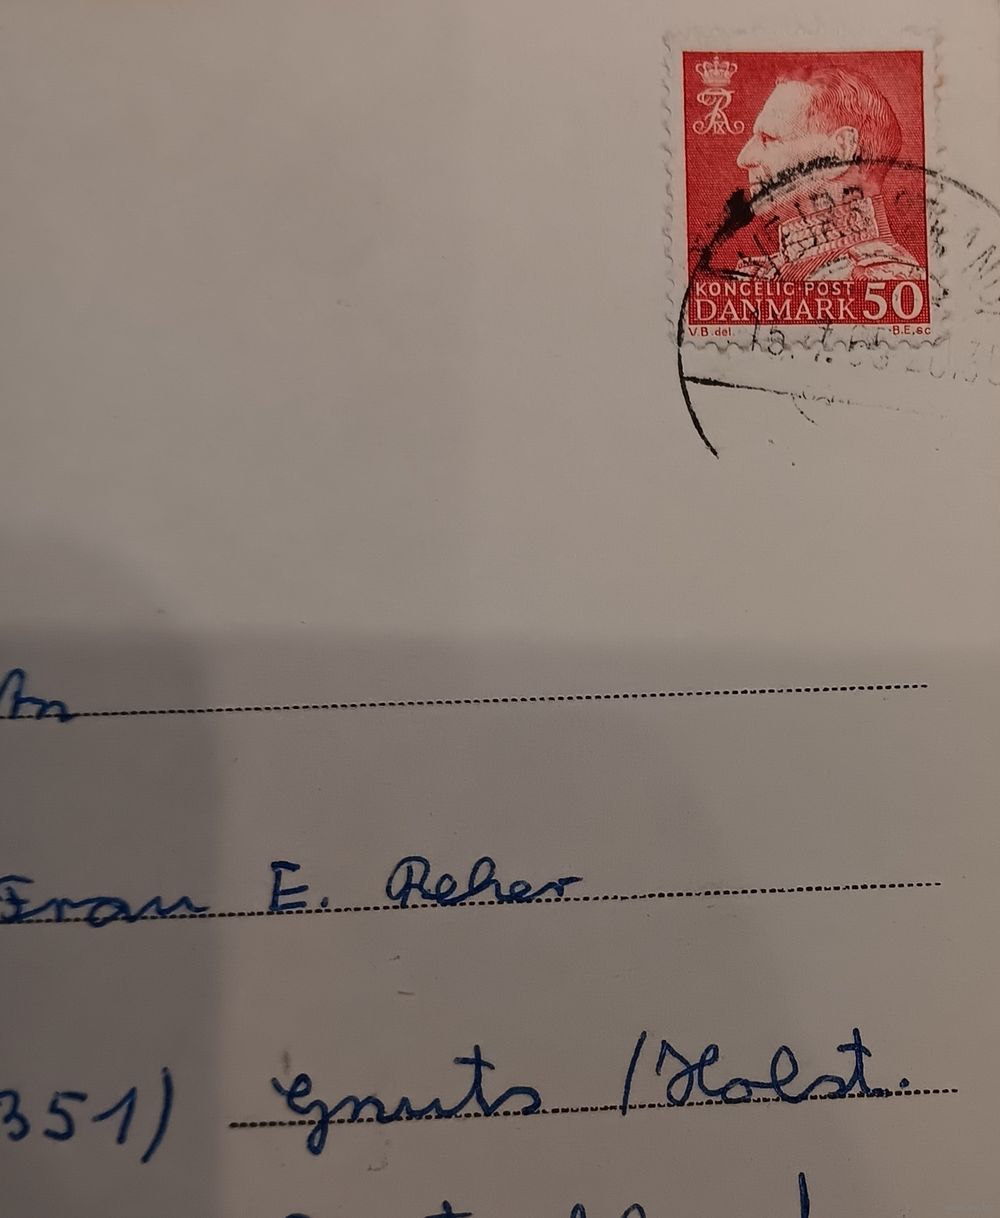 KONGELIG POST
DANMARK 50
V.B. del. B.E, sc
An
Frau E. Reher
351) Gnutz /Holst.